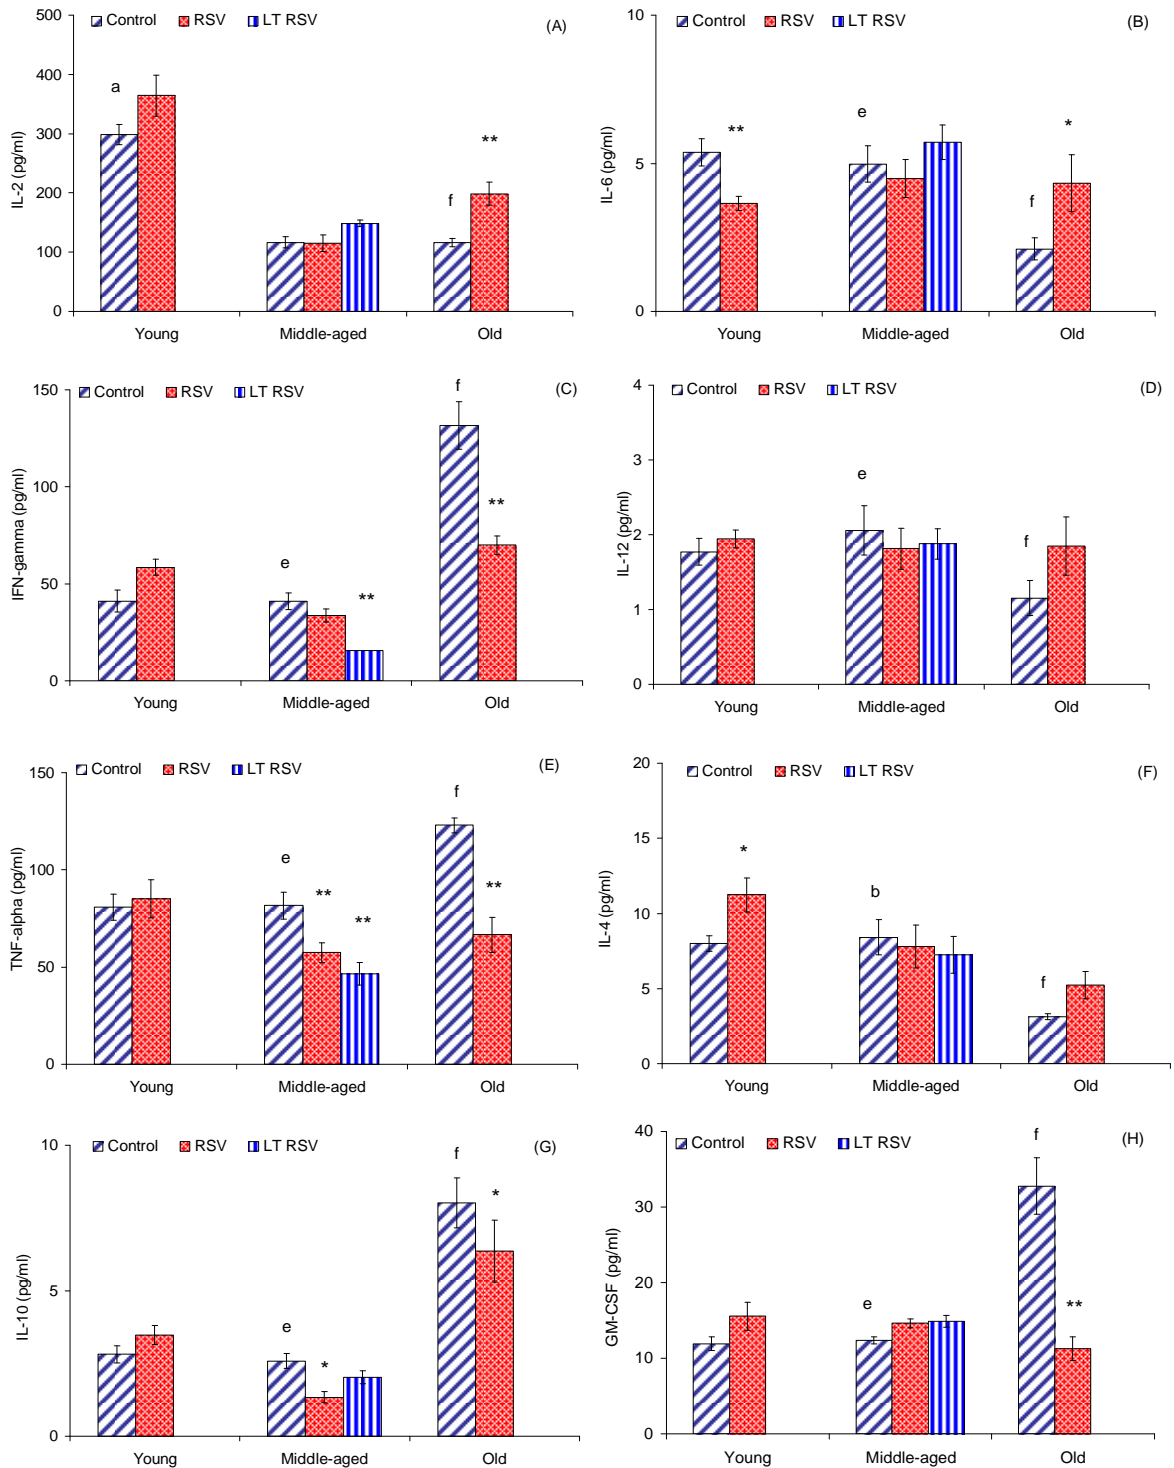 Control RSV LT RSV (A)
500
400
300
200
100
0
IL-2 (pg/ml)
a
f
**
Young Middle-aged Old
Control RSV LT RSV (B)
10
5
0
IL-6 (pg/ml)
**
e
f
*
Young Middle-aged Old
Control RSV LT RSV (C)
150
100
50
0
IFN-gamma (pg/ml)
e
**
f
**
Young Middle-aged Old
Control RSV LT RSV (D)
4
3
2
1
0
IL-12 (pg/ml)
e
f
Young Middle-aged Old
Control RSV LT RSV (E)
150
100
50
0
TNF-alpha (pg/ml)
e
**
**
f
**
Young Middle-aged Old
Control RSV LT RSV (F)
20
15
10
5
0
IL-4 (pg/ml)
*
b
f
Young Middle-aged Old
Control RSV LT RSV (G)
10
5
0
IL-10 (pg/ml)
e
*
f
*
Young Middle-aged Old
Control RSV LT RSV (H)
40
30
20
10
0
GM-CSF (pg/ml)
e
f
**
Young Middle-aged Old